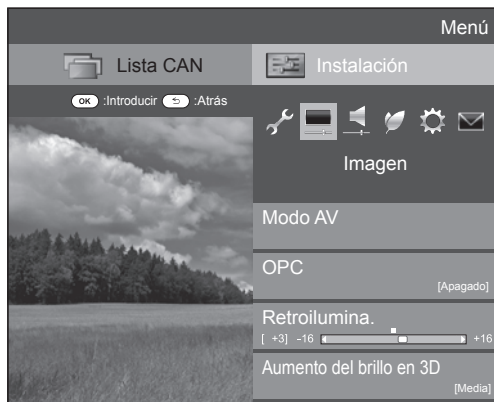 Menú
Lista CAN
Instalación
OK :Introducir :Atrás
Imagen
Modo AV
OPC
[Apagado]
Retroilumina.
[ +3] -16 +16
Aumento del brillo en 3D
[Media]